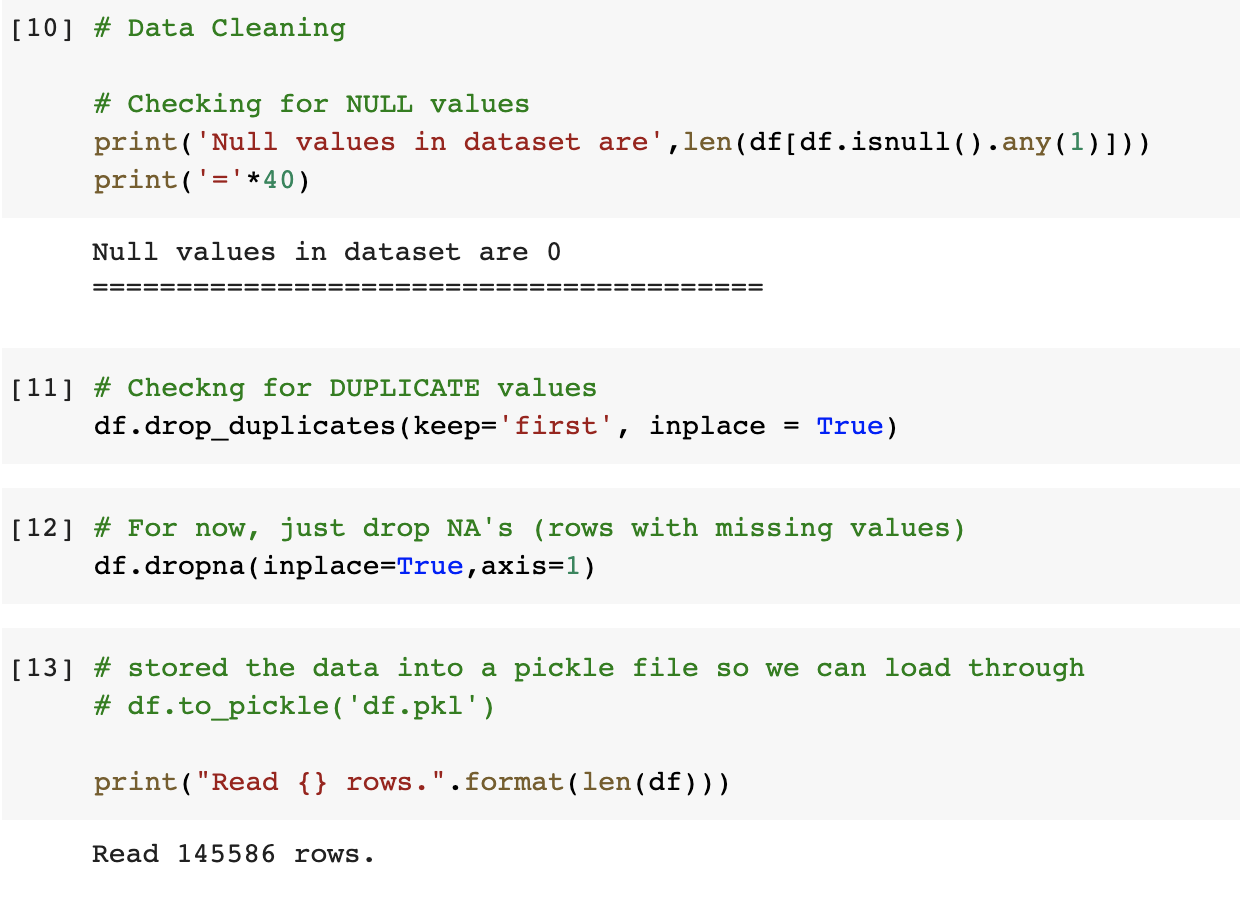 [10] # Data Cleaning
# Checking for NULL values
print('Null values in dataset are',len(df[df.isnull().any(1)]))
print('='*40)
Null values in dataset are 0
========================================
[11] # Checkng for DUPLICATE values
df.drop_duplicates(keep='first', inplace = True)
[12] # For now, just drop NA's (rows with missing values)
df.dropna(inplace=True,axis=1)
[13] # stored the data into a pickle file so we can load through
# df.to_pickle('df.pkl')
print("Read {} rows.".format(len(df)))
Read 145586 rows.